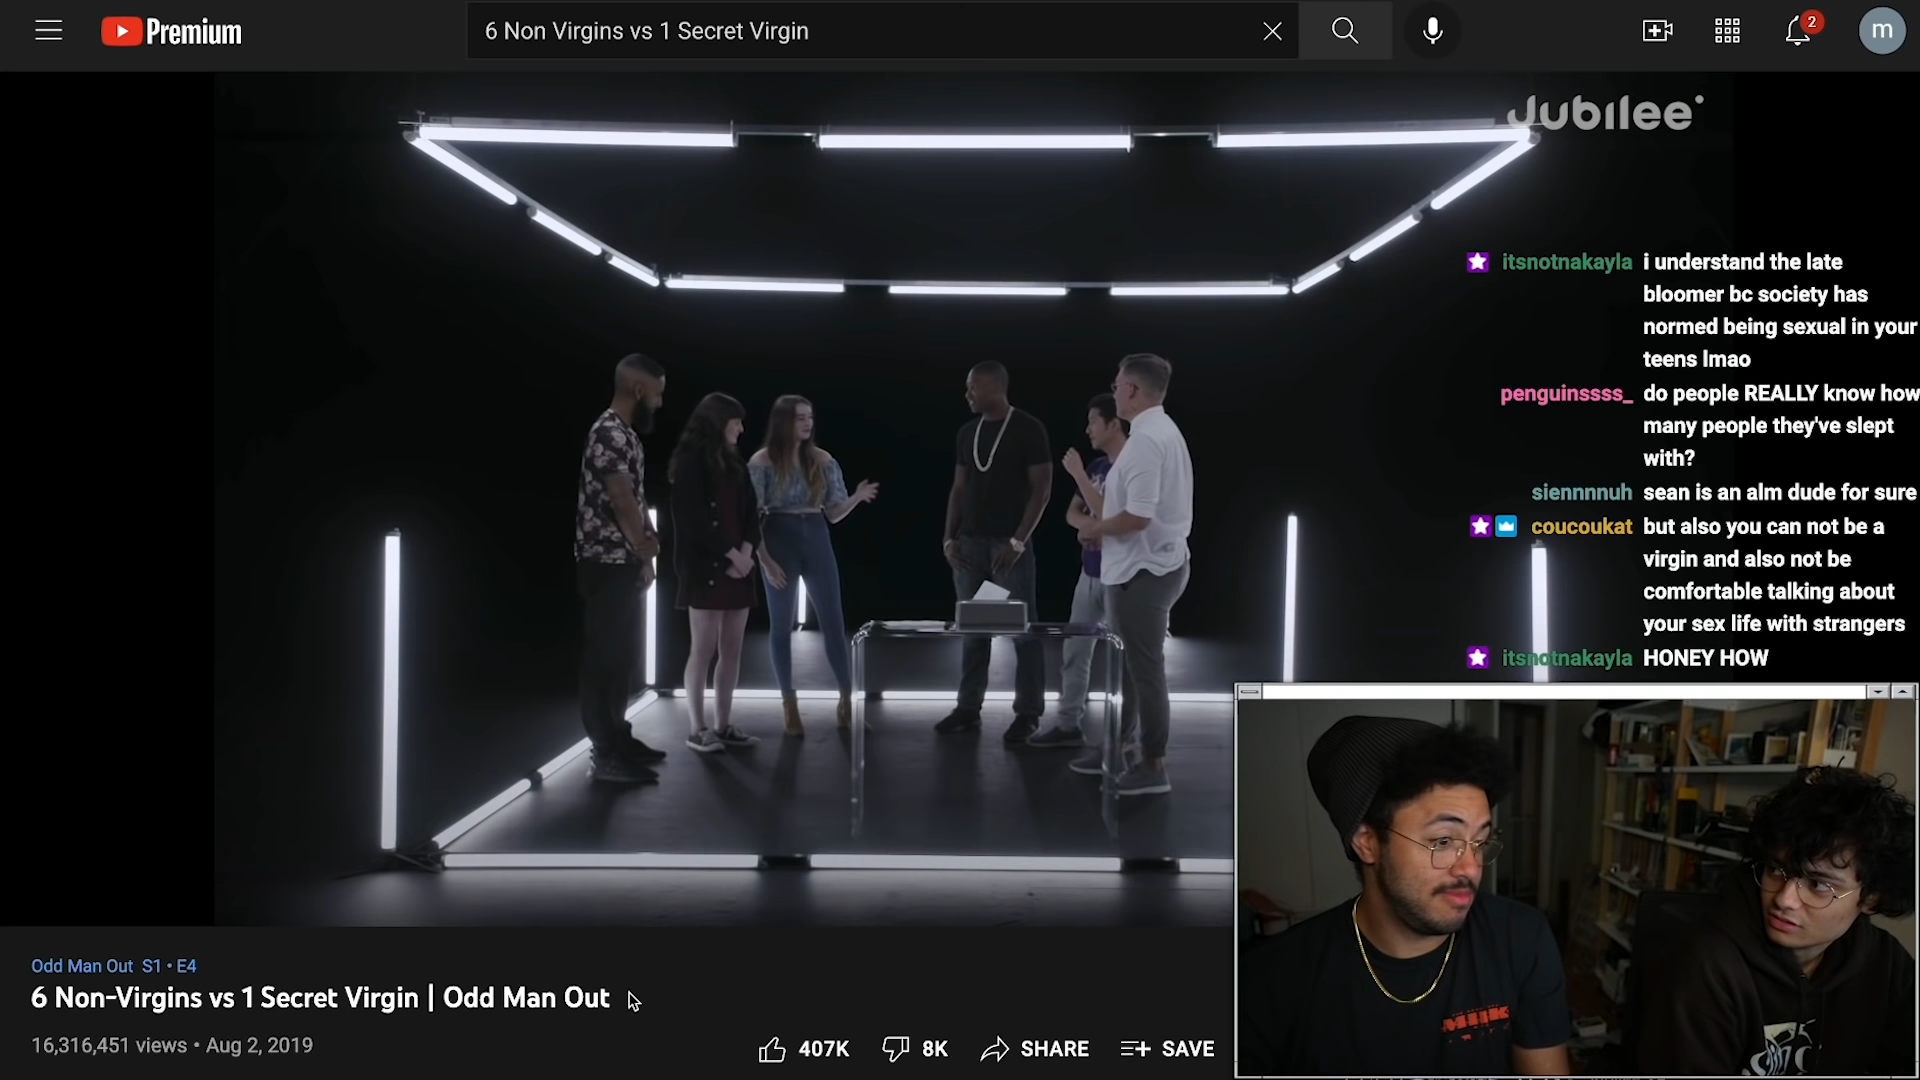 Premium
6 Non Virgins vs 1 Secret Virgin
2
m
Jubilee
itsnotnakayla i understand the late
bloomer bc society has
normed being sexual in your
teens lmao
penguinssss_ do people REALLY know how
many people they've slept
with?
siennnnuh sean is an alm dude for sure
coucoukat but also you can not be a
virgin and also not be
comfortable talking about
your sex life with strangers
itsnotnakayla HONEY HOW
Odd Man Out S1 • E4
6 Non-Virgins vs 1 Secret Virgin | Odd Man Out
16,316,451 views • Aug 2, 2019
407K
8K
SHARE
SAVE